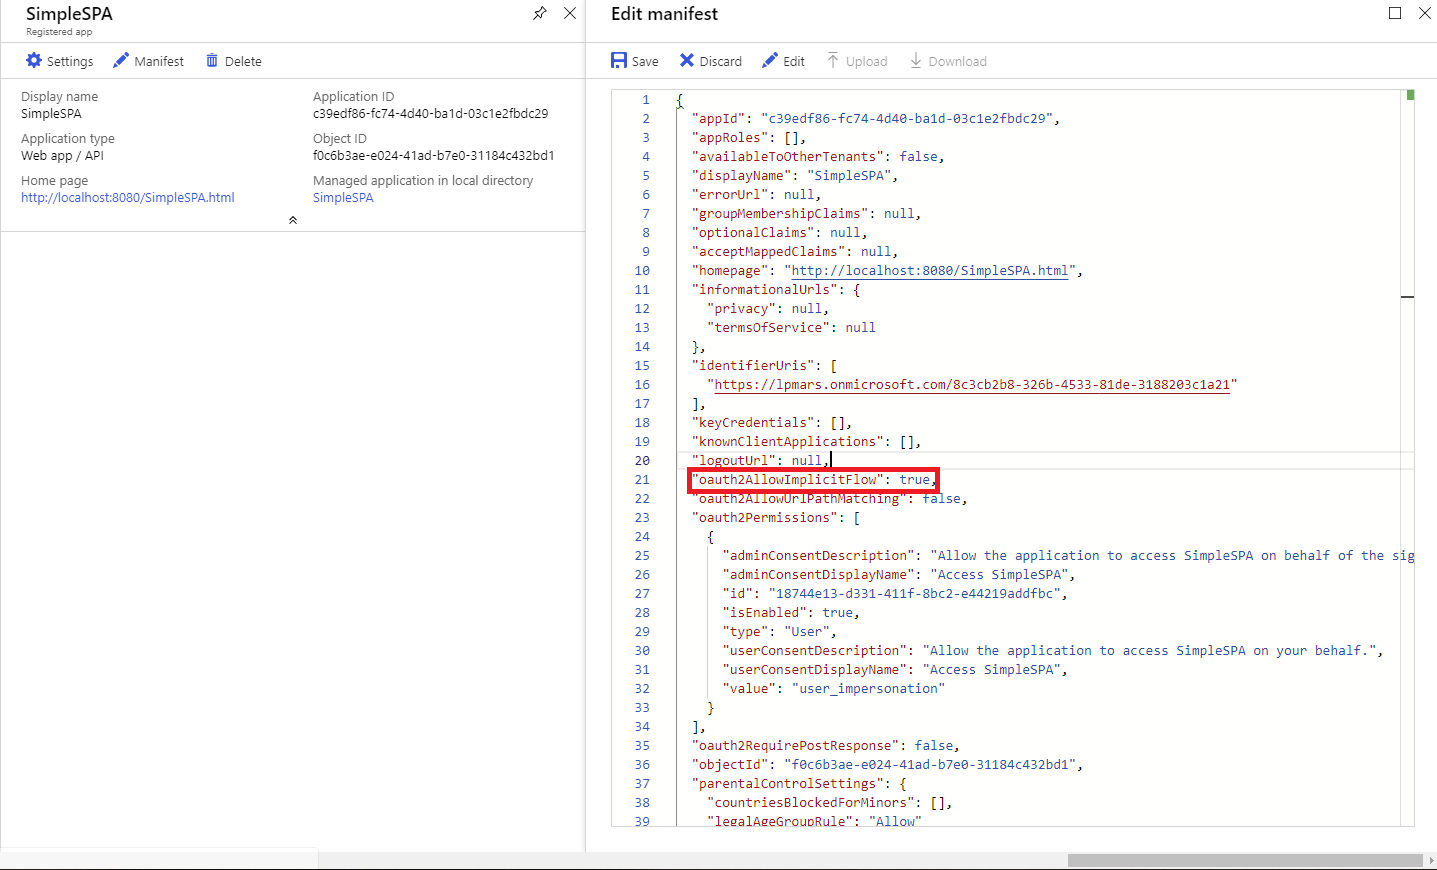 SimpleSPA
Registered app
Settings
Manifest
Delete
Display name
SimpleSPA
Application ID
c39edf86-fc74-4d40-ba1d-03c1e2fbdc29
Application type
Web app / API
Object ID
f0c6b3ae-e024-41ad-b7e0-31184c432bd1
Home page
http://localhost:8080/SimpleSPA.html
Managed application in local directory
SimpleSPA
Edit manifest
Save
Discard
Edit
Upload
Download
1 {
2 "appId": "c39edf86-fc74-4d40-ba1d-03c1e2fbdc29",
3 "appRoles": [],
4 "availableToOtherTenants": false,
5 "displayName": "SimpleSPA",
6 "errorUrl": null,
7 "groupMembershipClaims": null,
8 "optionalClaims": null,
9 "acceptMappedClaims": null,
10 "homepage": "http://localhost:8080/SimpleSPA.html",
11 "informationalUrls": {
12 "privacy": null,
13 "termsOfService": null
14 },
15 "identifierUris": [
16 "https://lpmars.onmicrosoft.com/8c3cb2b8-326b-4533-81de-3188203c1a21"
17 ],
18 "keyCredentials": [],
19 "knownClientApplications": [],
20 "logoutUrl": null,
21 "oauth2AllowImplicitFlow": true,
22 "oauth2AllowUrlPathMatching": false,
23 "oauth2Permissions": [
24 {
25 "adminConsentDescription": "Allow the application to access SimpleSPA on behalf of the sig
26 "adminConsentDisplayName": "Access SimpleSPA",
27 "id": "18744e13-d331-411f-8bc2-e44219addfbc",
28 "isEnabled": true,
29 "type": "User",
30 "userConsentDescription": "Allow the application to access SimpleSPA on your behalf.",
31 "userConsentDisplayName": "Access SimpleSPA",
32 "value": "user_impersonation"
33 }
34 ],
35 "oauth2RequirePostResponse": false,
36 "objectId": "f0c6b3ae-e024-41ad-b7e0-31184c432bd1",
37 "parentalControlSettings": {
38 "countriesBlockedForMinors": [],
39 "legalAgeGroupRule": "Allow"